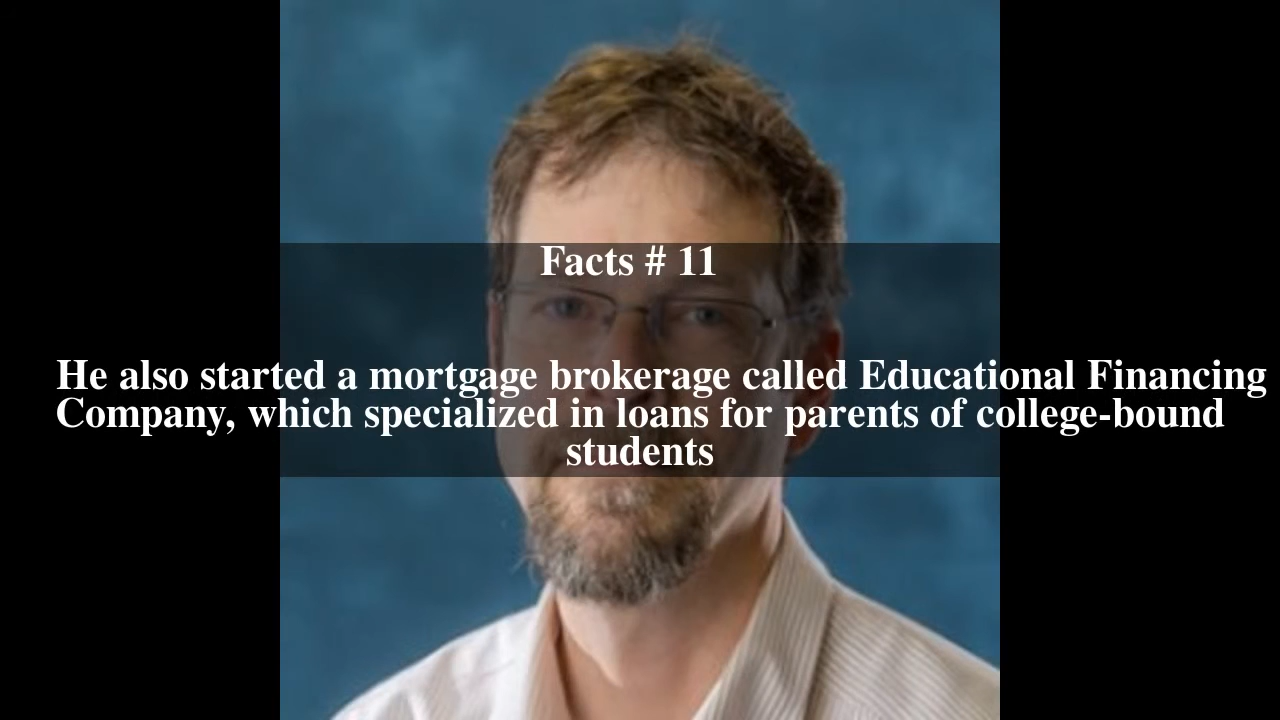 Facts # 11
He also started a mortgage brokerage called Educational Financing
Company, which specialized in loans for parents of college-bound
students